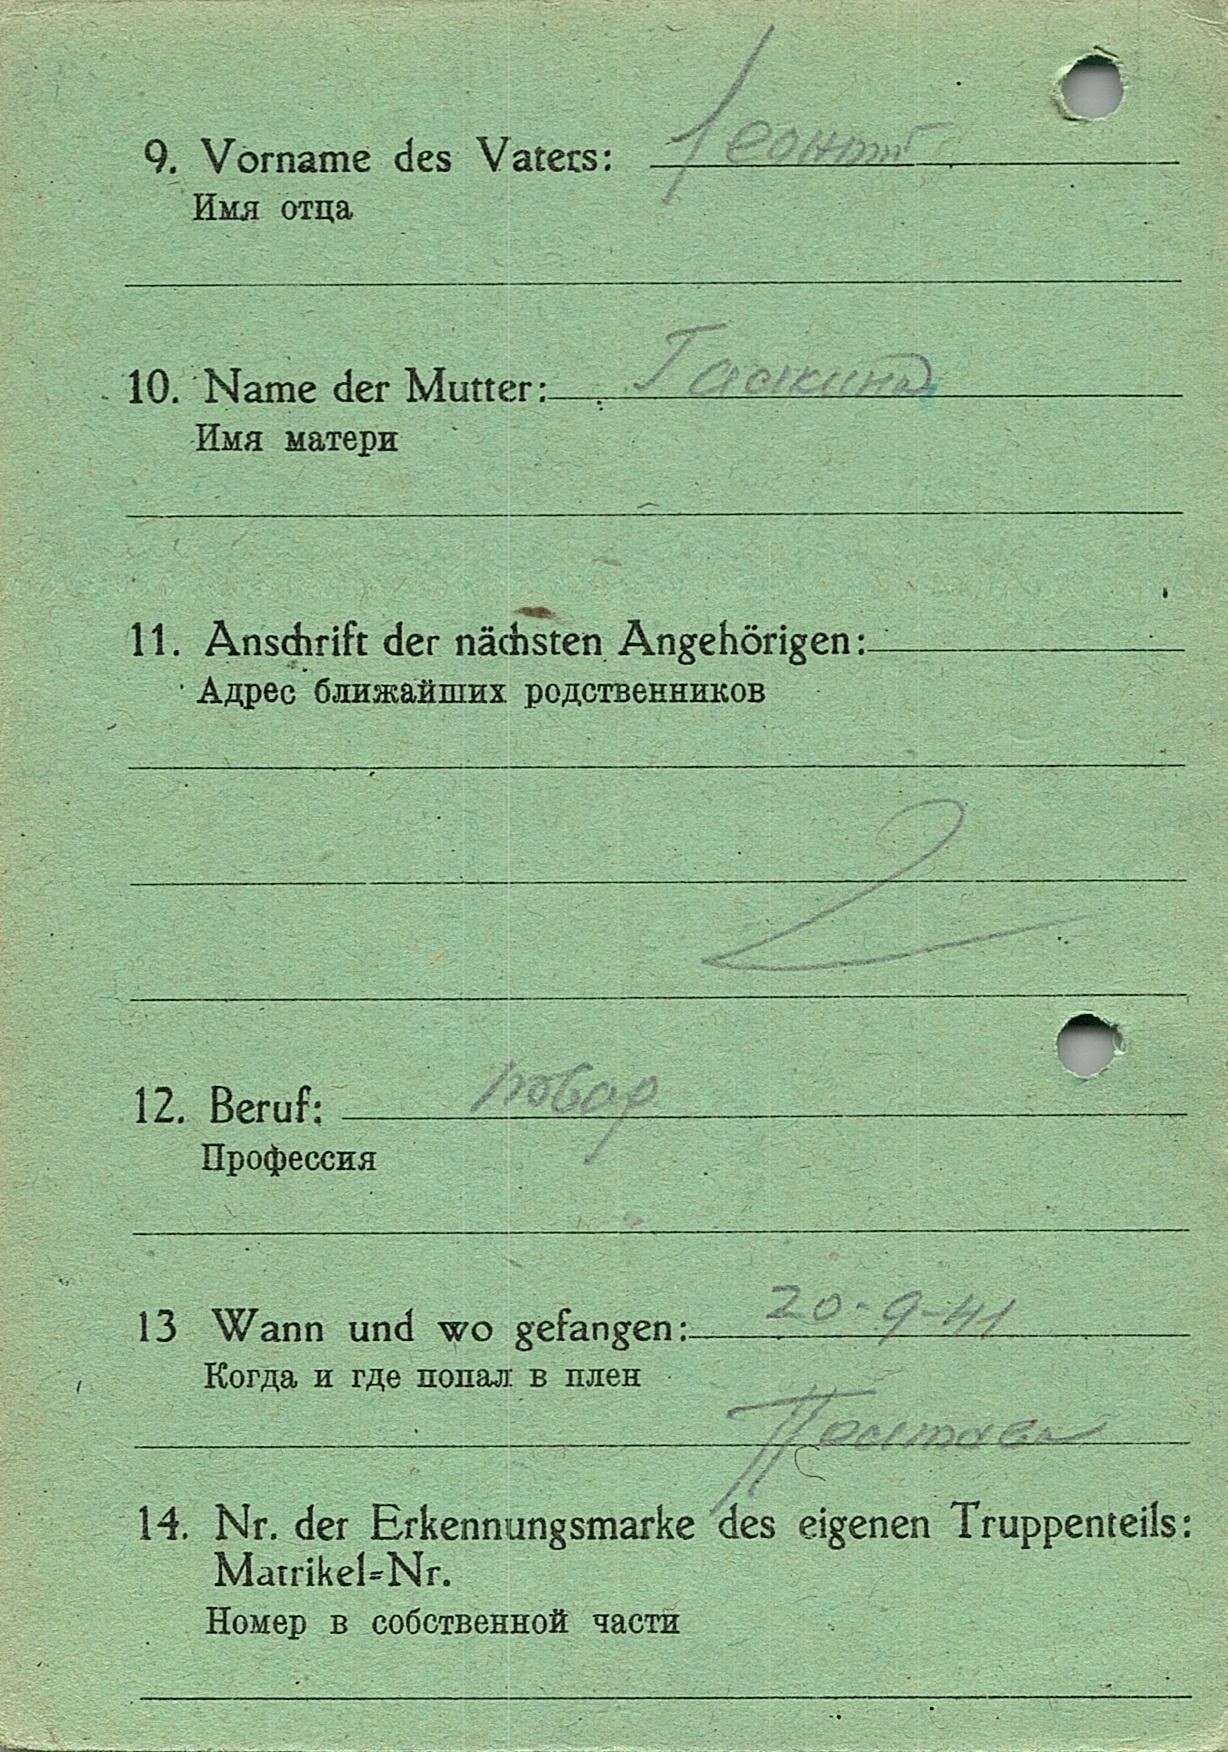 9. Vorname des Vaters: Леонтий
Имя отца
10. Name der Mutter: Гаскина
Имя матери
11. Anschrift der nächsten Angehörigen:
Адрес ближайших родственников
12. Beruf: повар
Профессия
13 Wann und wo gefangen: 20-9-41
Когда и где попал в плен
14. Nr. der Erkennungsmarke des eigenen Truppenteils:
Matrikel=Nr.
Номер в собственной части